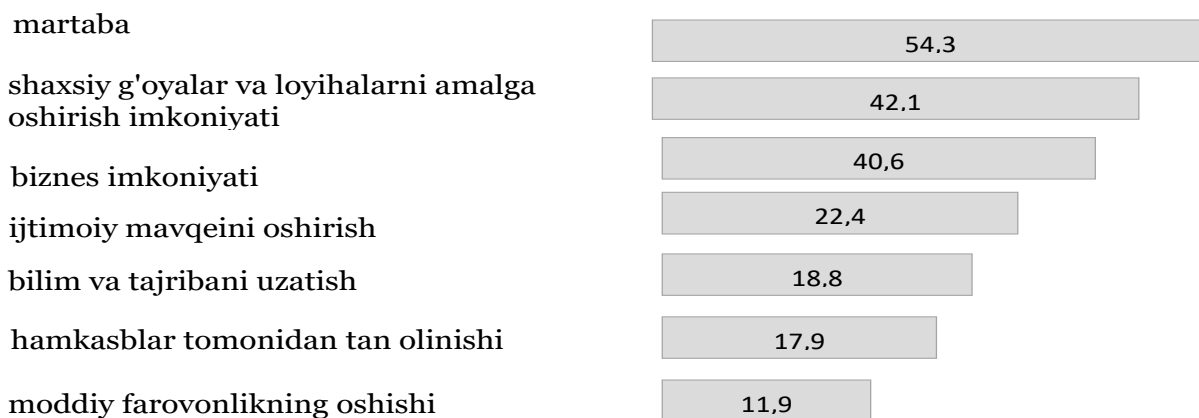 martaba
54,3
shaxsiy g'oyalar va loyihalarni amalga
oshirish imkoniyati
42,1
biznes imkoniyati
40,6
ijtimoiy mavqeini oshirish
22,4
bilim va tajribani uzatish
18,8
hamkasblar tomonidan tan olinishi
17,9
moddiy farovonlikning oshishi
11,9